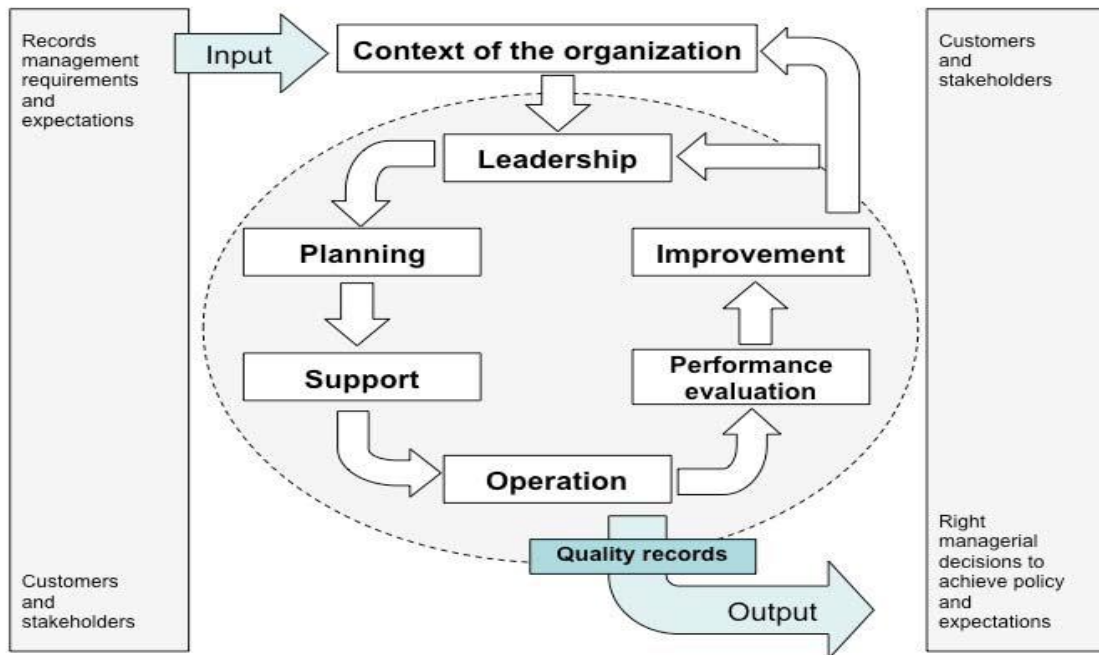 Records
management
requirements
and
expectations
Customers
and
stakeholders
Input
Context of the organization
Leadership
Planning
Support
Operation
Performance
evaluation
Improvement
Quality records
Output
Customers
and
stakeholders
Right
managerial
decisions to
achieve policy
and
expectations